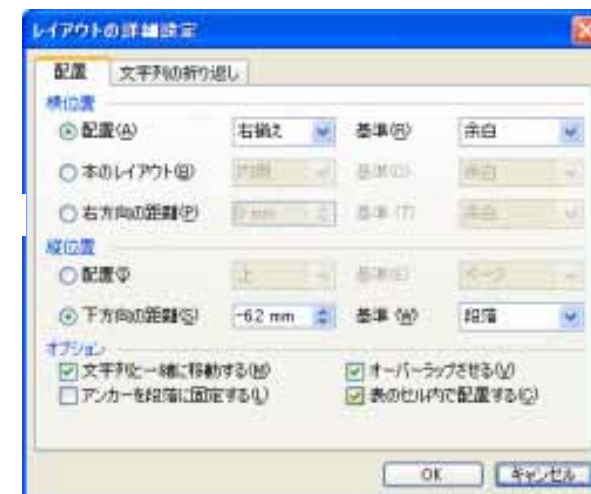 レイアウトの詳細設定
配置 文字列の折り返し
横位置
配置(A) 右揃え 基準(R) 余白
本のレイアウト(B) 内側 基準(O) 余白
右方向の距離(P) 0 mm 基準 (T) 余白
縦位置
配置 上 基準(E) ページ
下方向の距離(S) -6.2 mm 基準 (W) 段落
オプション
文字列と一緒に移動する(M) オーバーラップさせる(V)
アンカーを段落に固定する(L) 表のセル内で配置する(C)
OK キャンセル